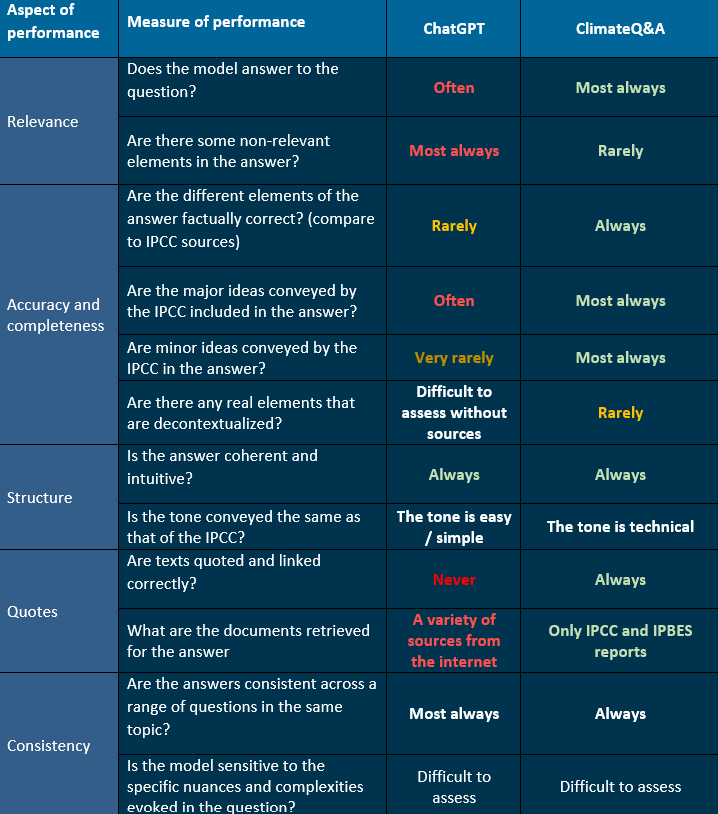 Aspect of
performance
Measure of performance
ChatGPT
ClimateQ&A
Relevance
Does the model answer to the
question?
Often
Most always
Are there some non-relevant
elements in the answer?
Most always
Rarely
Accuracy and
completeness
Are the different elements of the
answer factually correct? (compare
to IPCC sources)
Rarely
Always
Are the major ideas conveyed by
the IPCC included in the answer?
Often
Most always
Are minor ideas conveyed by the
IPCC in the answer?
Very rarely
Most always
Are there any real elements that
are decontextualized?
Difficult to
assess without
sources
Rarely
Structure
Is the answer coherent and
intuitive?
Always
Always
Is the tone conveyed the same as
that of the IPCC?
The tone is easy
/ simple
The tone is technical
Quotes
Are texts quoted and linked
correctly?
Never
Always
What are the documents retrieved
for the answer
A variety of
sources from
the internet
Only IPCC and IPBES
reports
Consistency
Are the answers consistent across a
range of questions in the same
topic?
Most always
Always
Is the model sensitive to the
specific nuances and complexities
evoked in the question?
Difficult to
assess
Difficult to assess